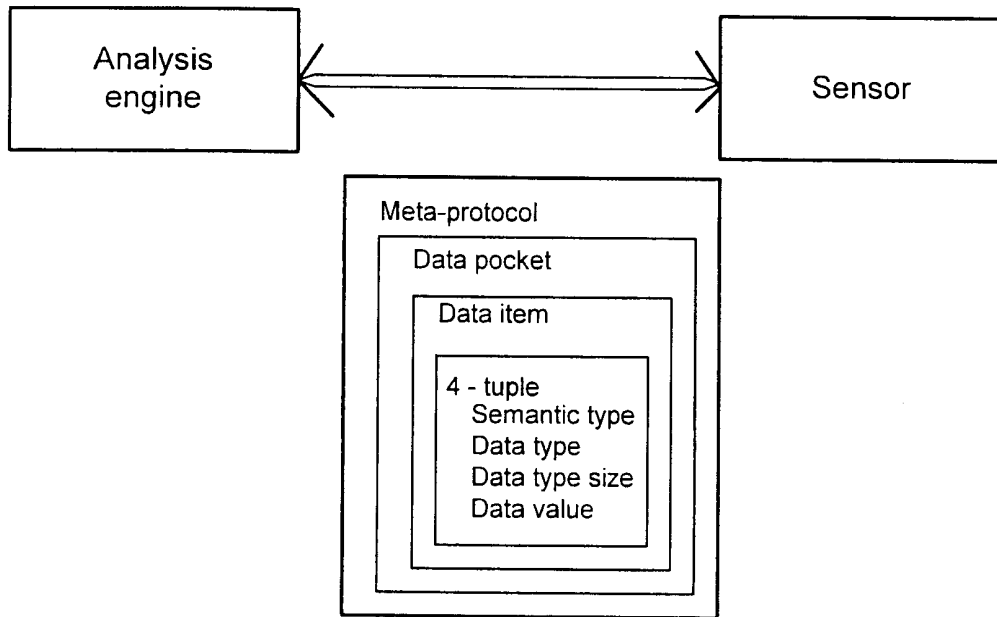 Analysis
engine
Sensor
Meta-protocol
Data pocket
Data item
4 - tuple
Semantic type
Data type
Data type size
Data value